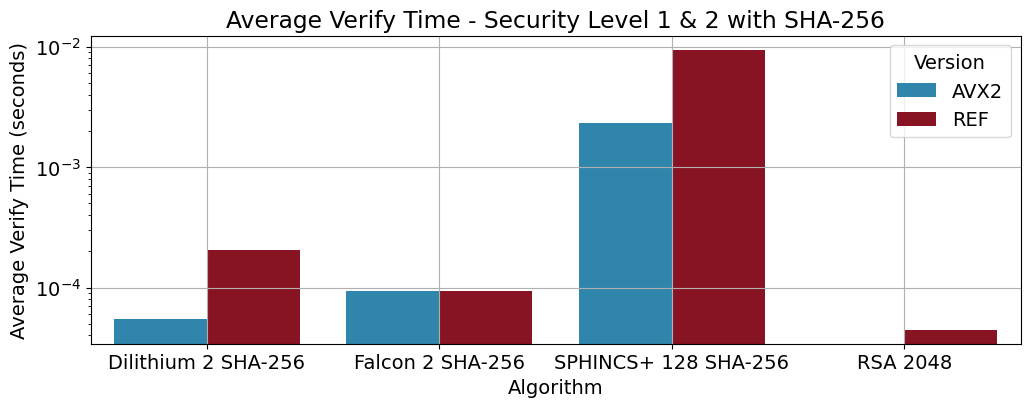 Average Verify Time - Security Level 1 & 2 with SHA-256
Average Verify Time (seconds)
10⁻²
10⁻³
10⁻⁴
Version
AVX2
REF
Dilithium 2 SHA-256
Falcon 2 SHA-256
SPHINCS+ 128 SHA-256
RSA 2048
Algorithm